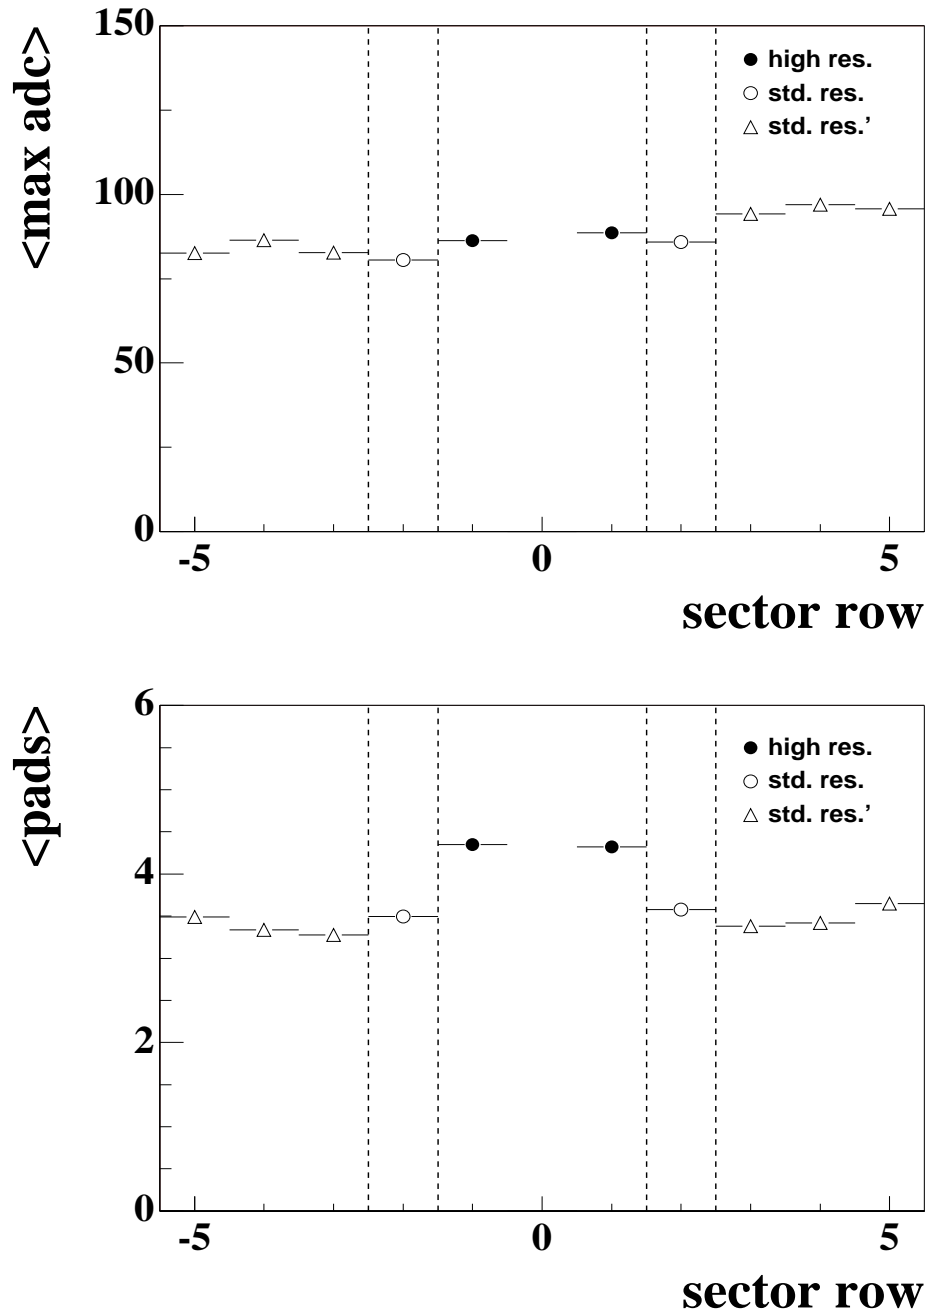 <max adc>
150
100
50
0
high res.
std. res.
std. res.’
-5
0
5
sector row
<pads>
6
4
2
0
high res.
std. res.
std. res.’
-5
0
5
sector row